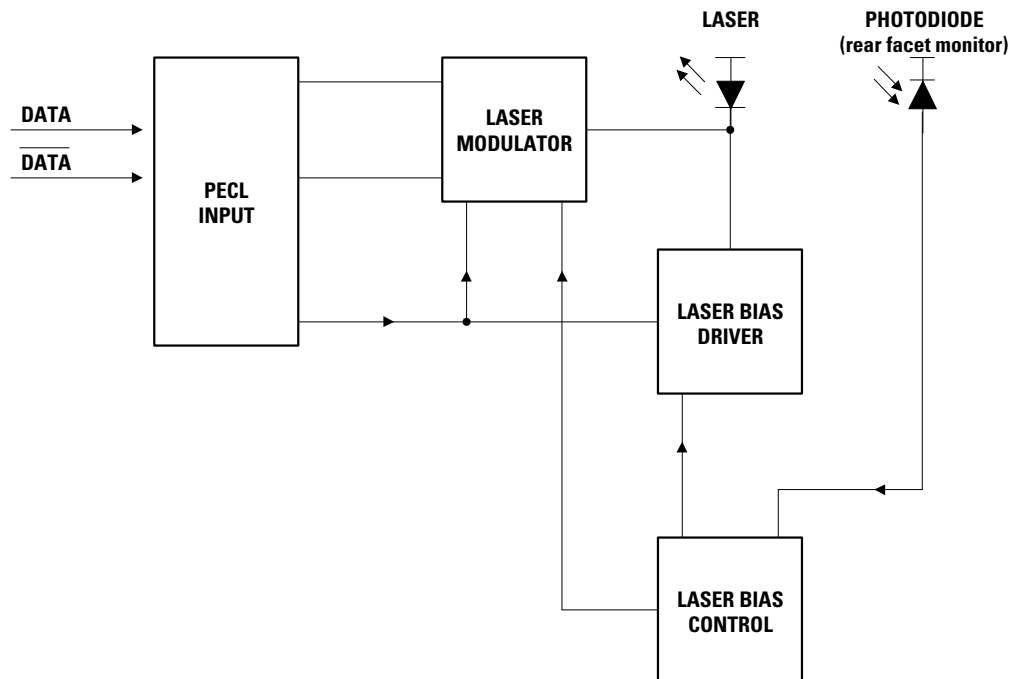 LASER
PHOTODIODE
(rear facet monitor)
DATA
DATA
PECL
INPUT
LASER
MODULATOR
LASER BIAS
DRIVER
LASER BIAS
CONTROL